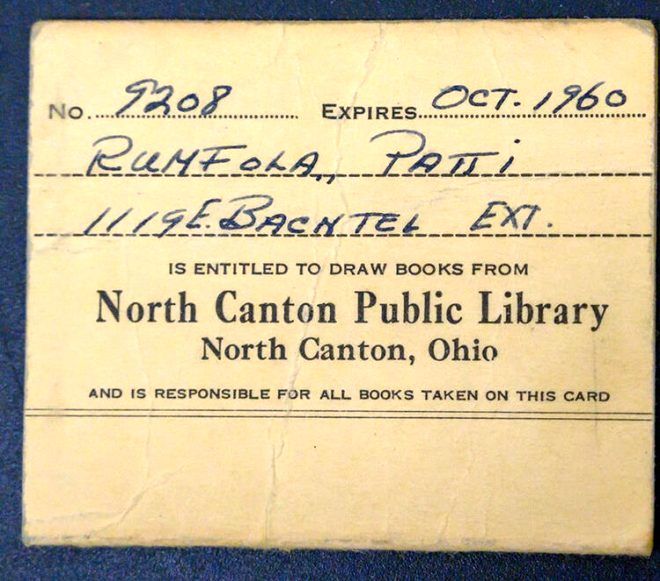 No. 9208 EXPIRES OCT. 1960
RUMFOLA, PATTI
1119 E. BACHTEL EXT.
IS ENTITLED TO DRAW BOOKS FROM
North Canton Public Library
North Canton, Ohio
AND IS RESPONSIBLE FOR ALL BOOKS TAKEN ON THIS CARD